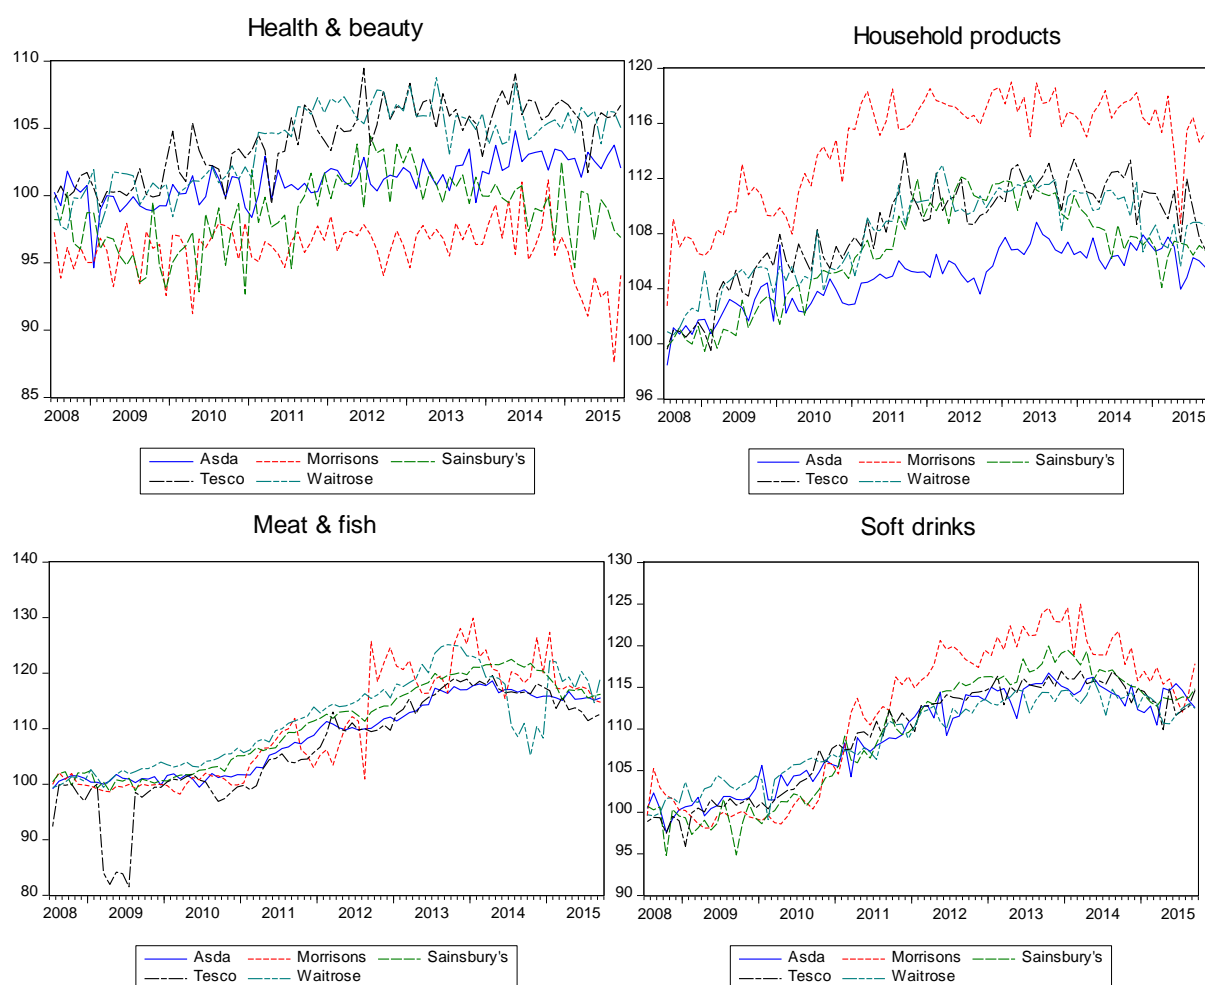 Health & beauty
110
105
100
95
90
85
2008 2009 2010 2011 2012 2013 2014 2015
Asda Morrisons Sainsbury's
Tesco Waitrose
Household products
120
116
112
108
104
100
96
2008 2009 2010 2011 2012 2013 2014 2015
Asda Morrisons Sainsbury's
Tesco Waitrose
Meat & fish
140
130
120
110
100
90
80
2008 2009 2010 2011 2012 2013 2014 2015
Asda Morrisons Sainsbury's
Tesco Waitrose
Soft drinks
130
125
120
115
110
105
100
95
90
2008 2009 2010 2011 2012 2013 2014 2015
Asda Morrisons Sainsbury's
Tesco Waitrose